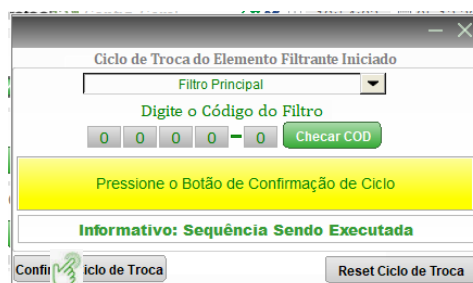 Ciclo de Troca do Elemento Filtrante Iniciado
Filtro Principal
Digite o Código do Filtro
0 0 0 0 - 0 Checar COD
Pressione o Botão de Confirmação de Ciclo
Informativo: Sequência Sendo Executada
iclo de Troca Reset Ciclo de Troca